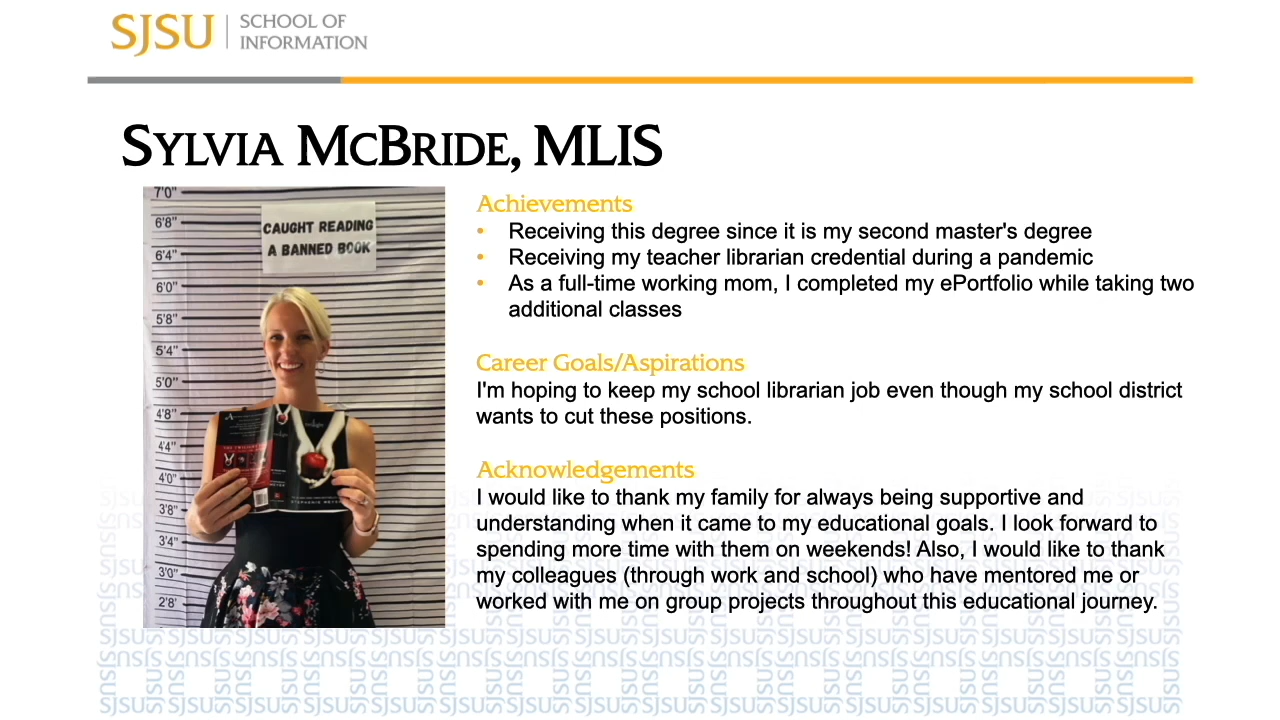 SJSU | SCHOOL OF
INFORMATION
SYLVIA MCBRIDE, MLIS
7'0"
6'8"
6'4"
6'0"
5'8"
5'4"
5'0"
4'8"
4'4"
4'0"
3'8"
3'4"
3'0"
2'8"
CAUGHT READING
A BANNED BOOK
twilight
Achievements
• Receiving this degree since it is my second master's degree
• Receiving my teacher librarian credential during a pandemic
• As a full-time working mom, I completed my ePortfolio while taking two
additional classes
Career Goals/Aspirations
I'm hoping to keep my school librarian job even though my school district
wants to cut these positions.
Acknowledgements
I would like to thank my family for always being supportive and
understanding when it came to my educational goals. I look forward to
spending more time with them on weekends! Also, I would like to thank
my colleagues (through work and school) who have mentored me or
worked with me on group projects throughout this educational journey.